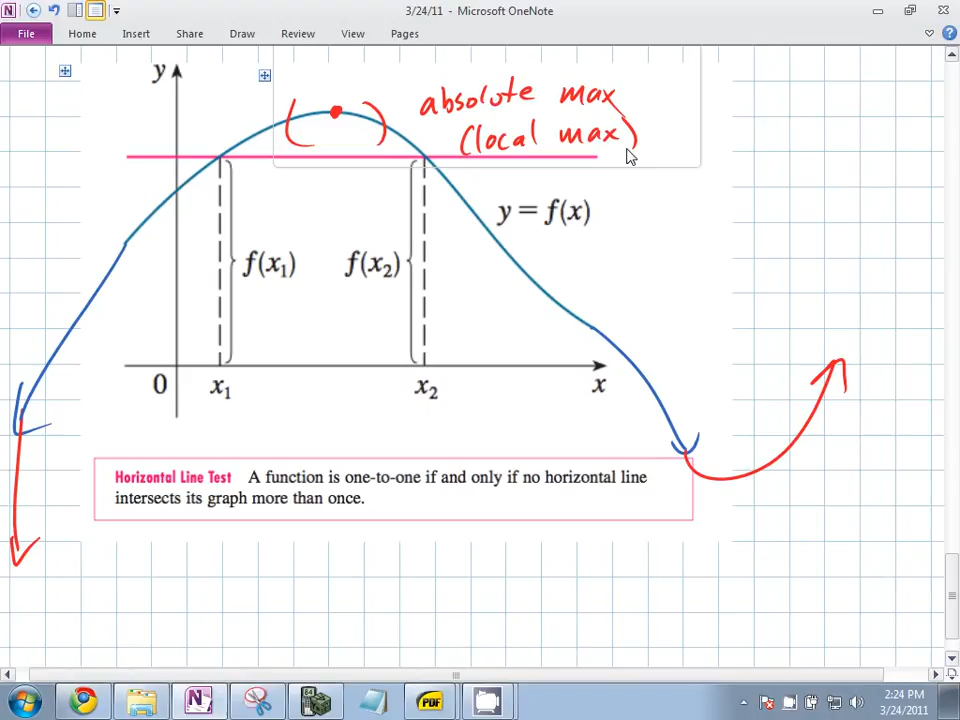 3/24/11 - Microsoft OneNote
File Home Insert Share Draw Review View Pages
y
absolute max
(local max)
y = f(x)
f(x₁) f(x₂)
0 x₁ x₂ x
Horizontal Line Test A function is one-to-one if and only if no horizontal line
intersects its graph more than once.
84
PDF
2:24 PM
3/24/2011